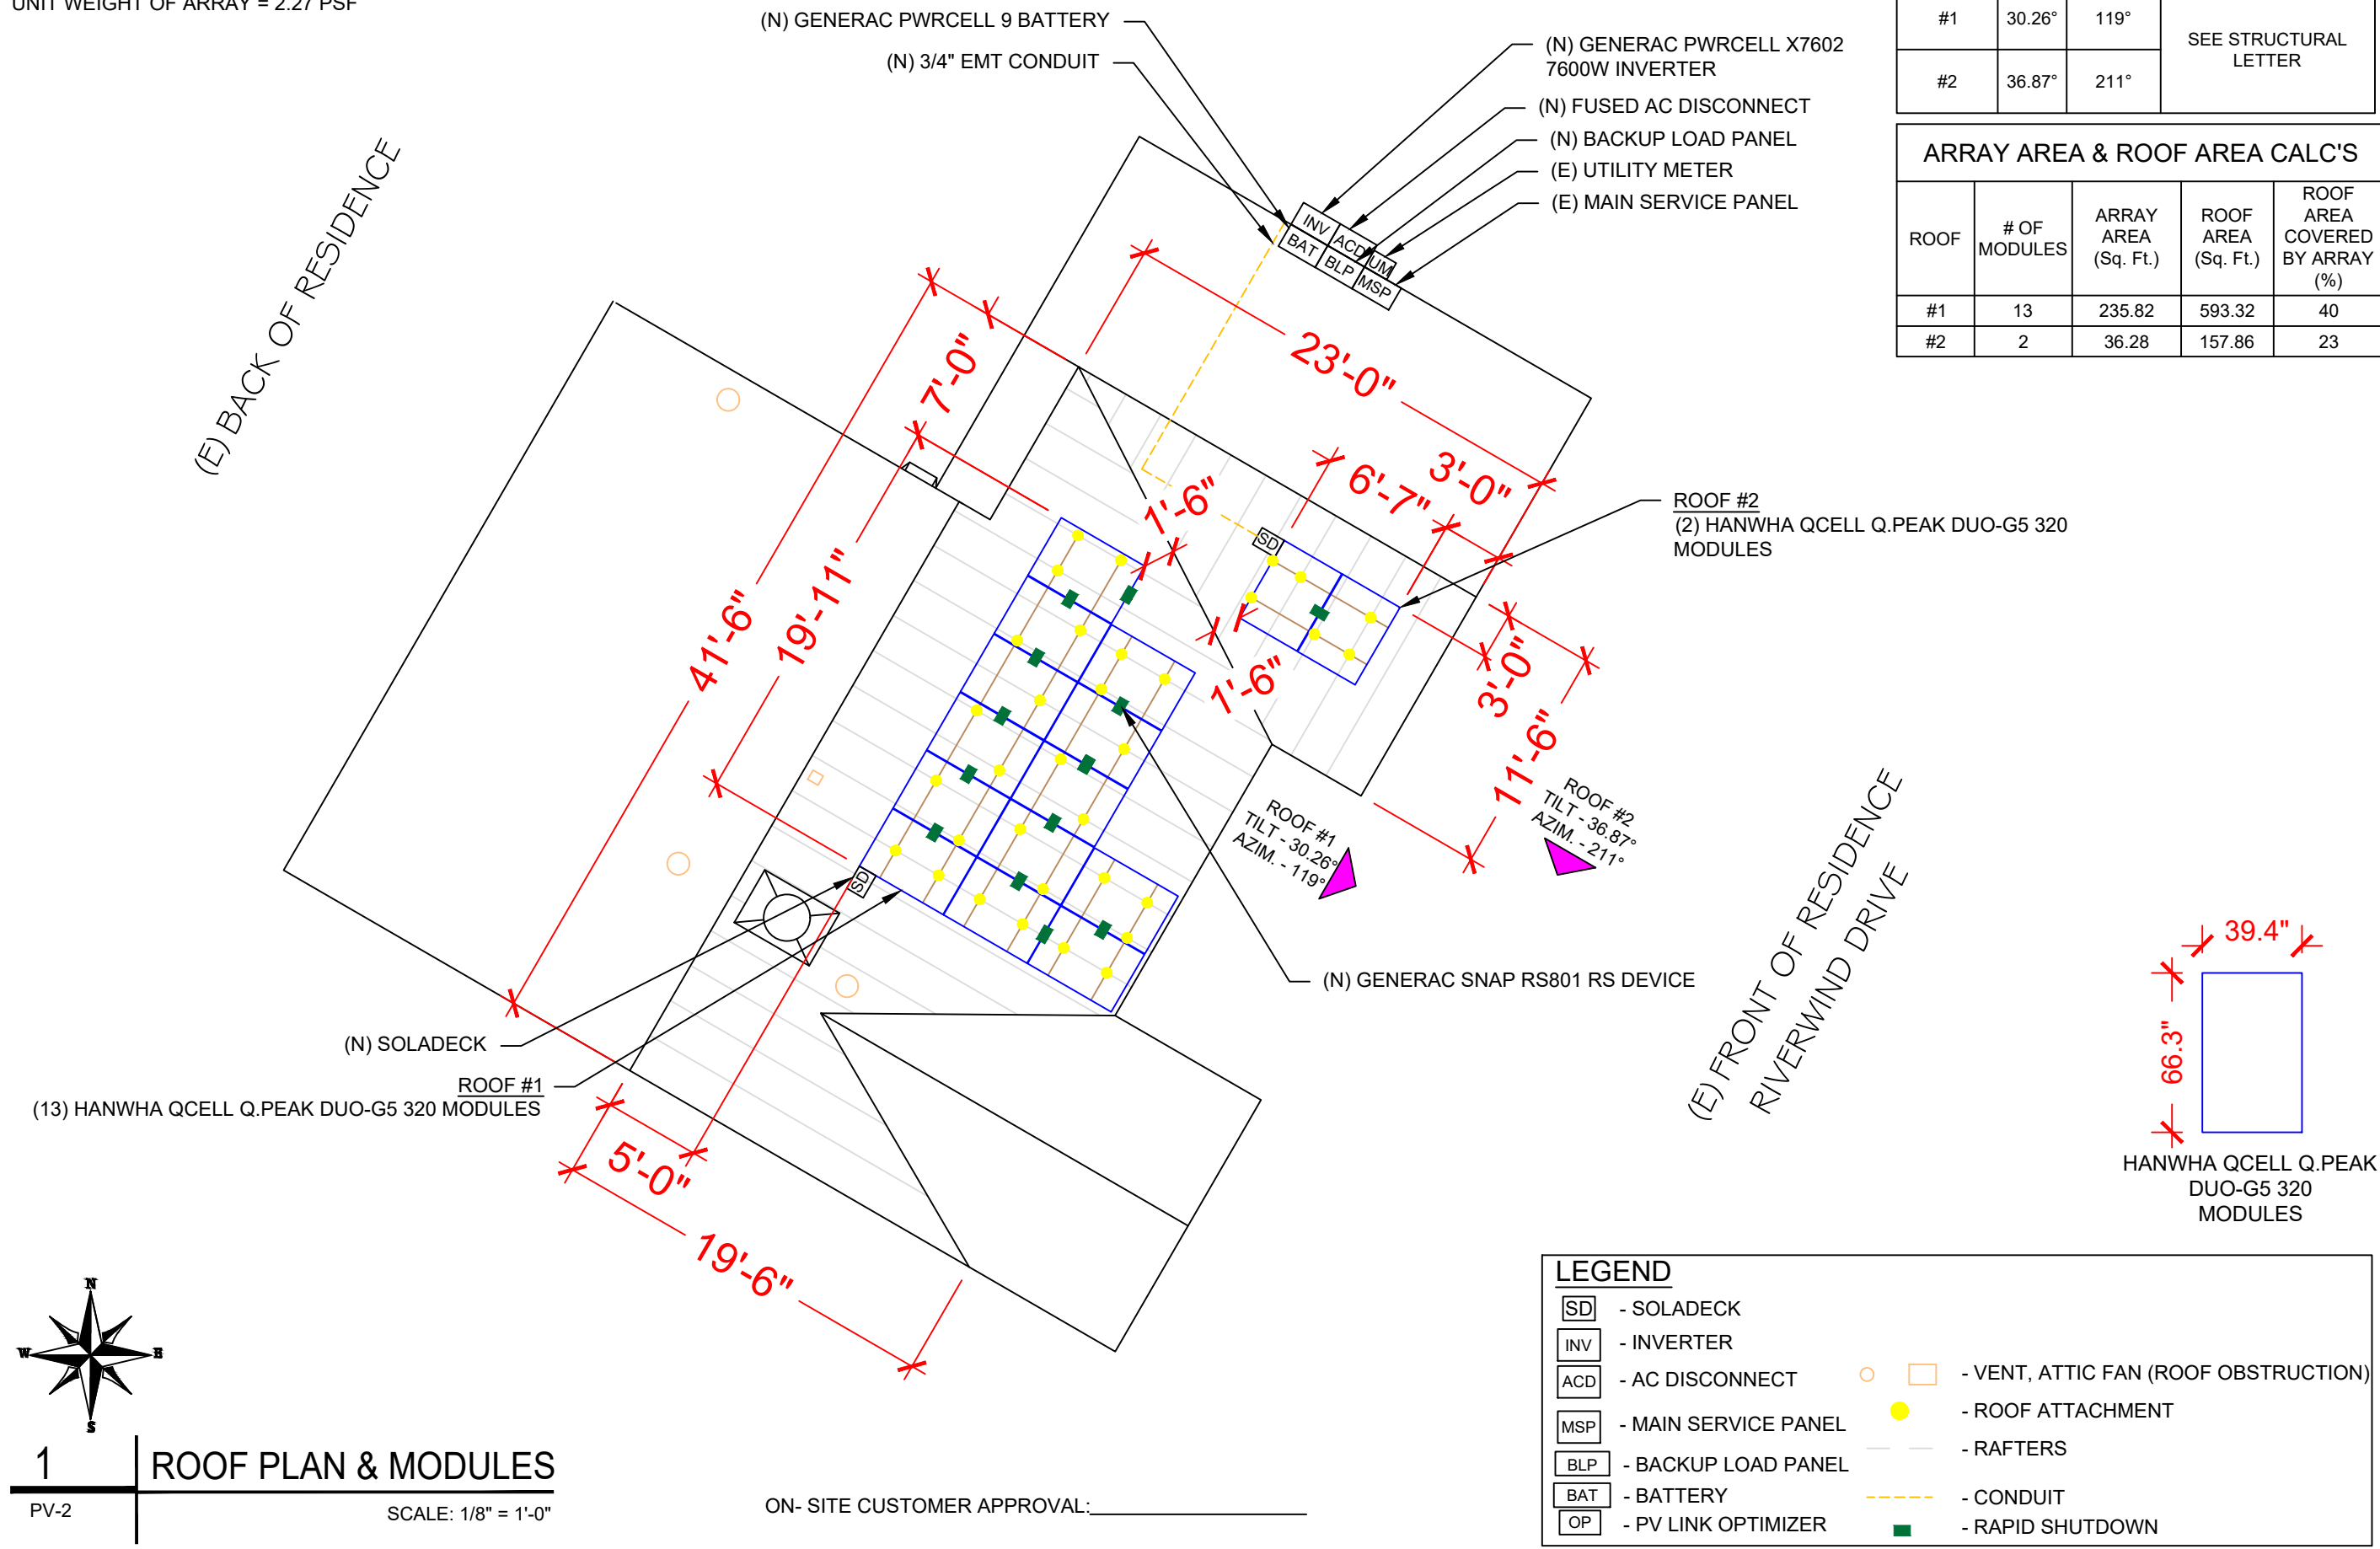 UNIT WEIGHT OF ARRAY = 2.27 PSF
(N) GENERAC PWRCELL 9 BATTERY
(N) 3/4" EMT CONDUIT
(N) GENERAC PWRCELL X7602
7600W INVERTER
(N) FUSED AC DISCONNECT
(N) BACKUP LOAD PANEL
(E) UTILITY METER
(E) MAIN SERVICE PANEL
#1 30.26° 119°
SEE STRUCTURAL
LETTER
#2 36.87° 211°
ARRAY AREA & ROOF AREA CALC'S
ROOF
# OF
MODULES
ARRAY
AREA
(Sq. Ft.)
ROOF
AREA
(Sq. Ft.)
ROOF
AREA
COVERED
BY ARRAY
(%)
#1 13 235.82 593.32 40
#2 2 36.28 157.86 23
(E) BACK OF RESIDENCE
INV ACD UM
BAT BLP MSP
23'-0"
7'-0"
3'-0"
6'-7"
1'-6"
SD
ROOF #2
(2) HANWHA QCELL Q.PEAK DUO-G5 320
MODULES
19'-11"
41'-6"
1'-6"
3'-0"
11'-6"
ROOF #1
TILT - 30.26°
AZIM. - 119°
ROOF #2
TILT - 36.87°
AZIM. - 211°
SD
(E) FRONT OF RESIDENCE
RIVERWIND DRIVE
(N) GENERAC SNAP RS801 RS DEVICE
(N) SOLADECK
ROOF #1
(13) HANWHA QCELL Q.PEAK DUO-G5 320 MODULES
5'-0"
19'-6"
39.4"
66.3"
HANWHA QCELL Q.PEAK
DUO-G5 320
MODULES
N
W E
S
1
ROOF PLAN & MODULES
PV-2
SCALE: 1/8" = 1'-0"
ON- SITE CUSTOMER APPROVAL:
LEGEND
SD - SOLADECK
INV - INVERTER
ACD - AC DISCONNECT
MSP - MAIN SERVICE PANEL
BLP - BACKUP LOAD PANEL
BAT - BATTERY
OP - PV LINK OPTIMIZER
- VENT, ATTIC FAN (ROOF OBSTRUCTION)
- ROOF ATTACHMENT
- RAFTERS
- CONDUIT
- RAPID SHUTDOWN